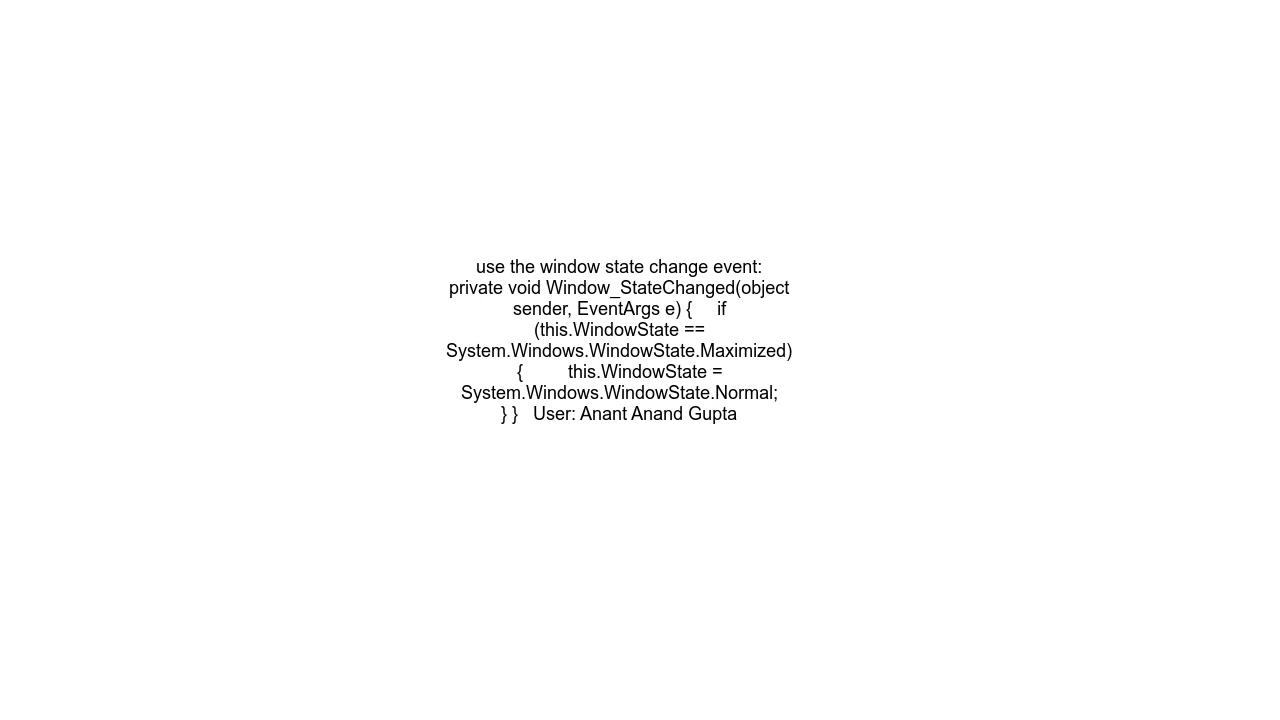 use the window state change event:
private void Window_StateChanged(object
sender, EventArgs e) {     if
(this.WindowState ==
System.Windows.WindowState.Maximized)
{         this.WindowState =
System.Windows.WindowState.Normal;
} }   User: Anant Anand Gupta